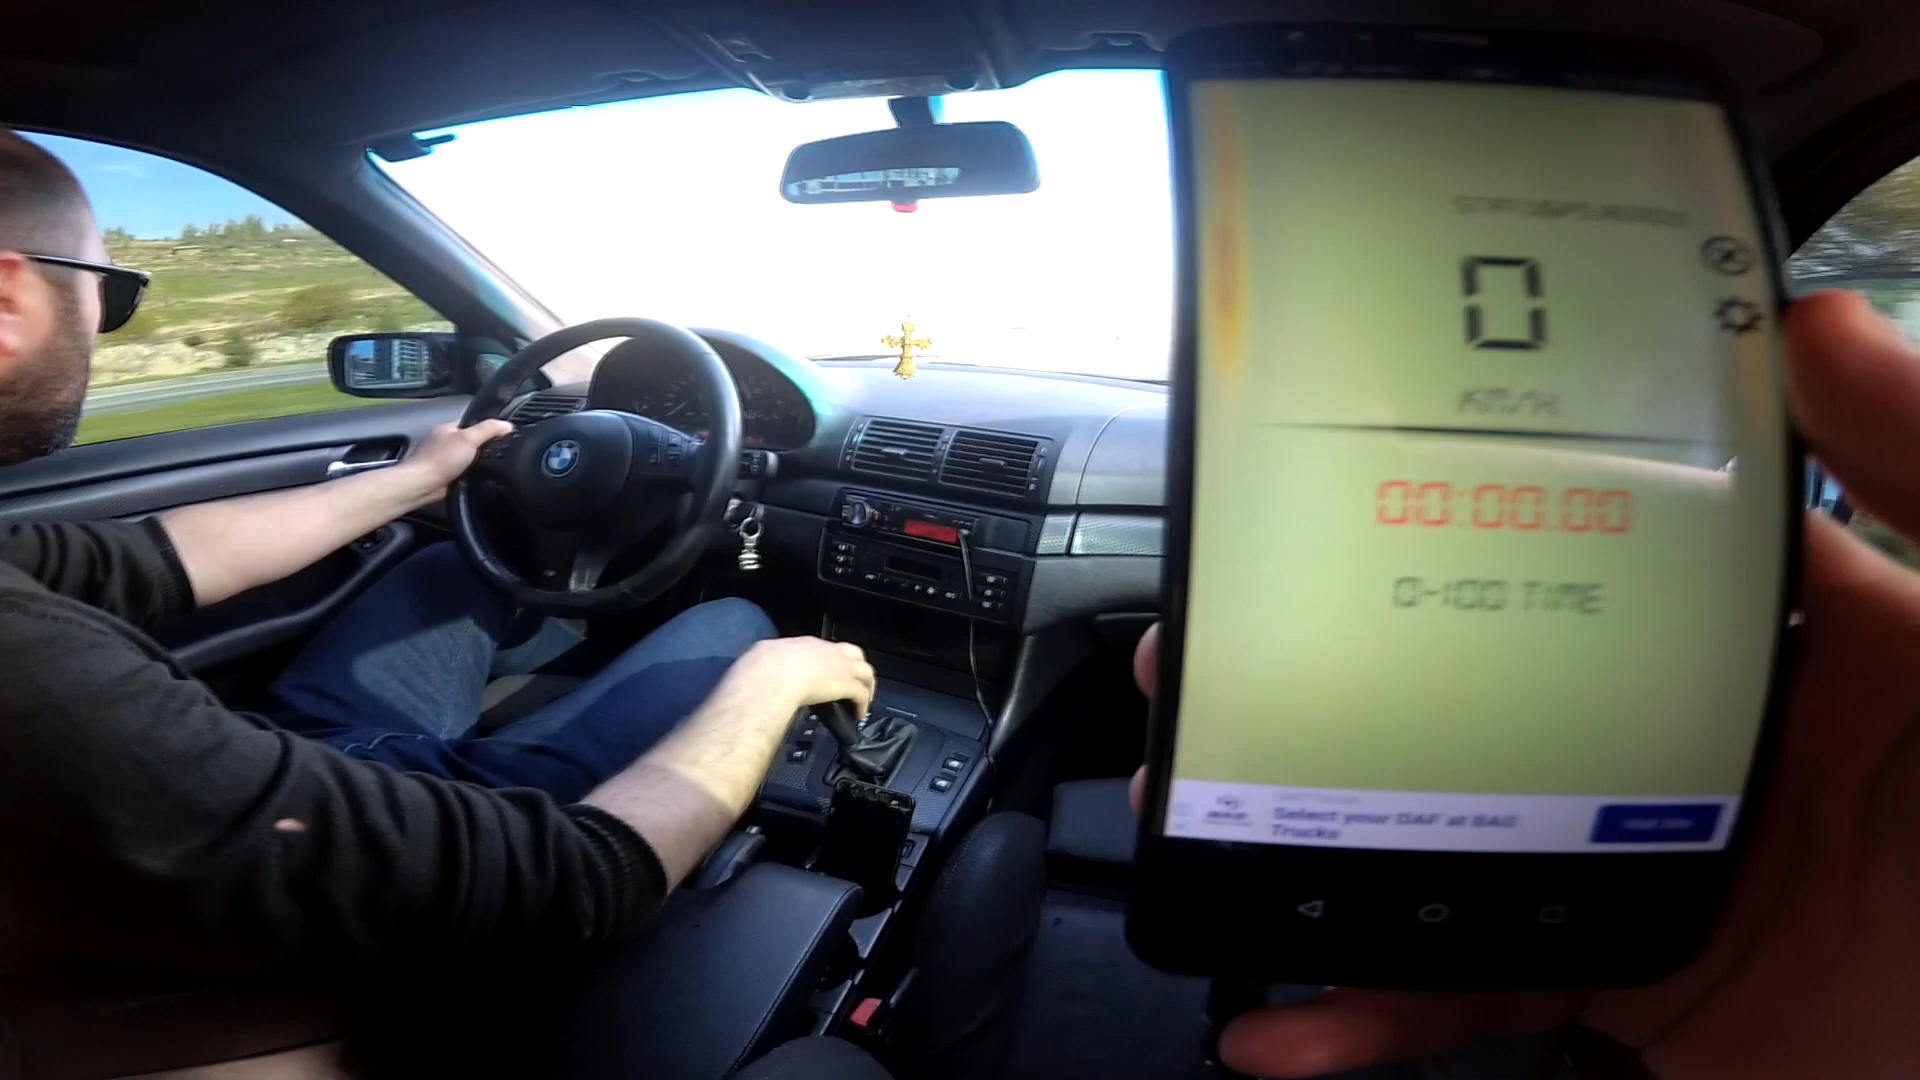 0
KM/H
00:00.00
0-100 TIME
Select your DAF at BAS
Trucks